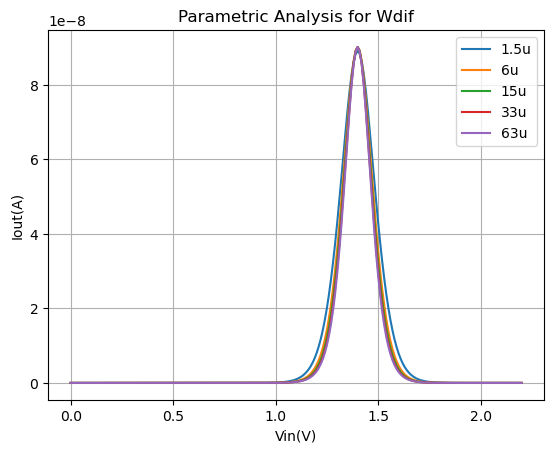 Parametric Analysis for Wdif
1e−8
1.5u
6u
15u
33u
63u
8
6
4
2
0
Iout(A)
0.0 0.5 1.0 1.5 2.0
Vin(V)